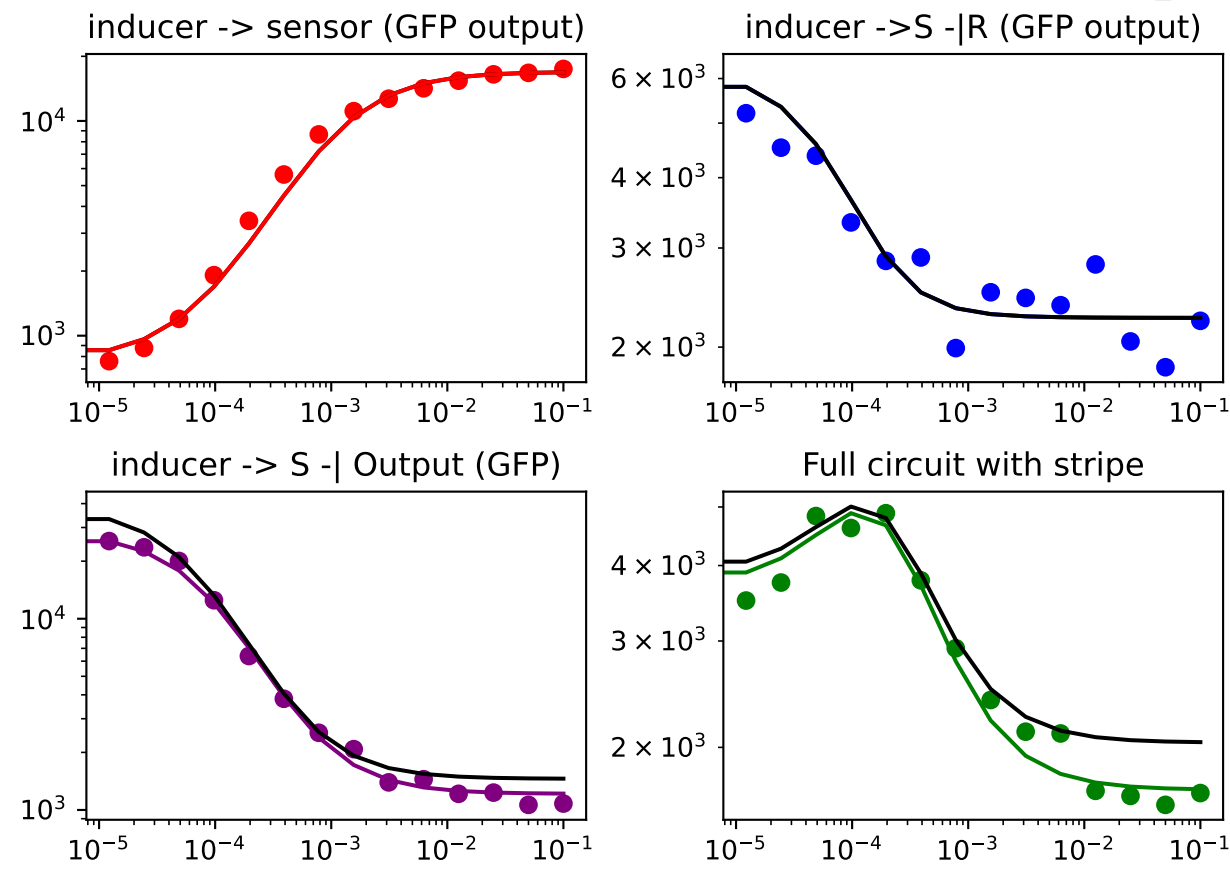 inducer -> sensor (GFP output)
10⁴
10³
10⁻⁵ 10⁻⁴ 10⁻³ 10⁻² 10⁻¹
inducer ->S -|R (GFP output)
6 × 10³
4 × 10³
3 × 10³
2 × 10³
10⁻⁵ 10⁻⁴ 10⁻³ 10⁻² 10⁻¹
inducer -> S -| Output (GFP)
10⁴
10³
10⁻⁵ 10⁻⁴ 10⁻³ 10⁻² 10⁻¹
Full circuit with stripe
4 × 10³
3 × 10³
2 × 10³
10⁻⁵ 10⁻⁴ 10⁻³ 10⁻² 10⁻¹